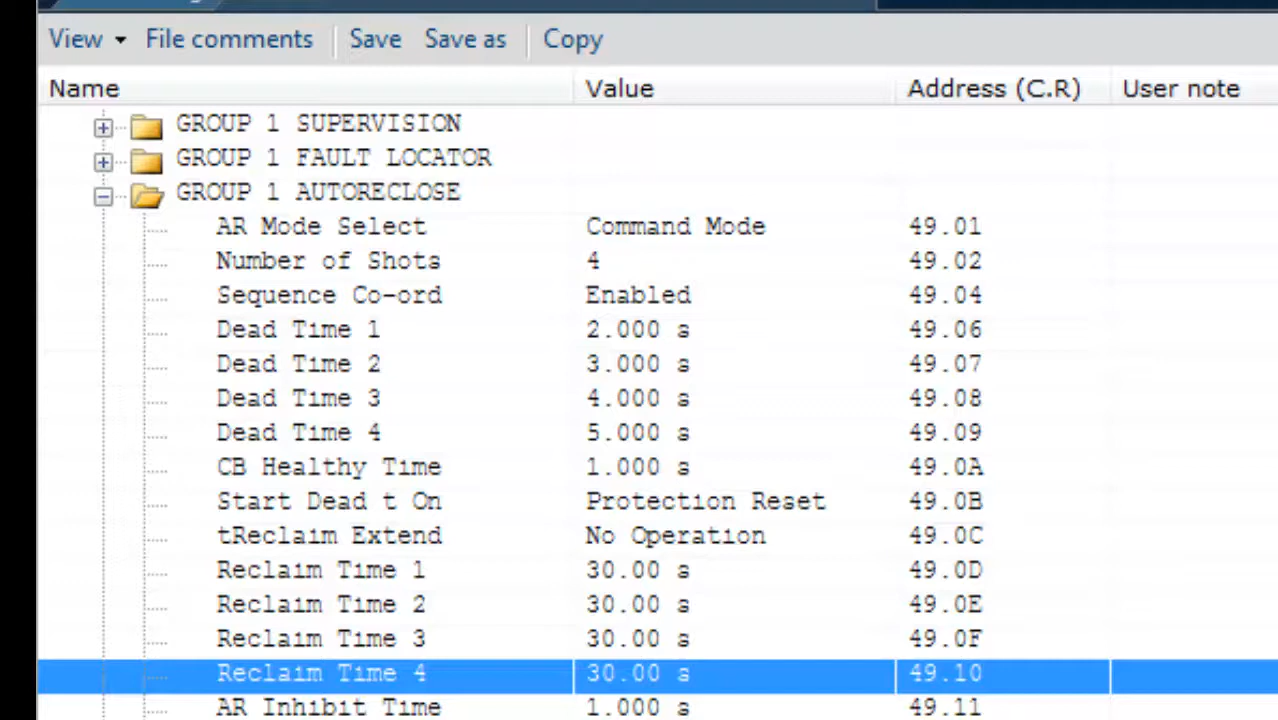 View File comments Save Save as Copy
Name Value Address (C.R) User note
GROUP 1 SUPERVISION
GROUP 1 FAULT LOCATOR
GROUP 1 AUTORECLOSE
AR Mode Select Command Mode 49.01
Number of Shots 4 49.02
Sequence Co-ord Enabled 49.04
Dead Time 1 2.000 s 49.06
Dead Time 2 3.000 s 49.07
Dead Time 3 4.000 s 49.08
Dead Time 4 5.000 s 49.09
CB Healthy Time 1.000 s 49.0A
Start Dead t On Protection Reset 49.0B
tReclaim Extend No Operation 49.0C
Reclaim Time 1 30.00 s 49.0D
Reclaim Time 2 30.00 s 49.0E
Reclaim Time 3 30.00 s 49.0F
Reclaim Time 4 30.00 s 49.10
AR Inhibit Time 1.000 s 49.11